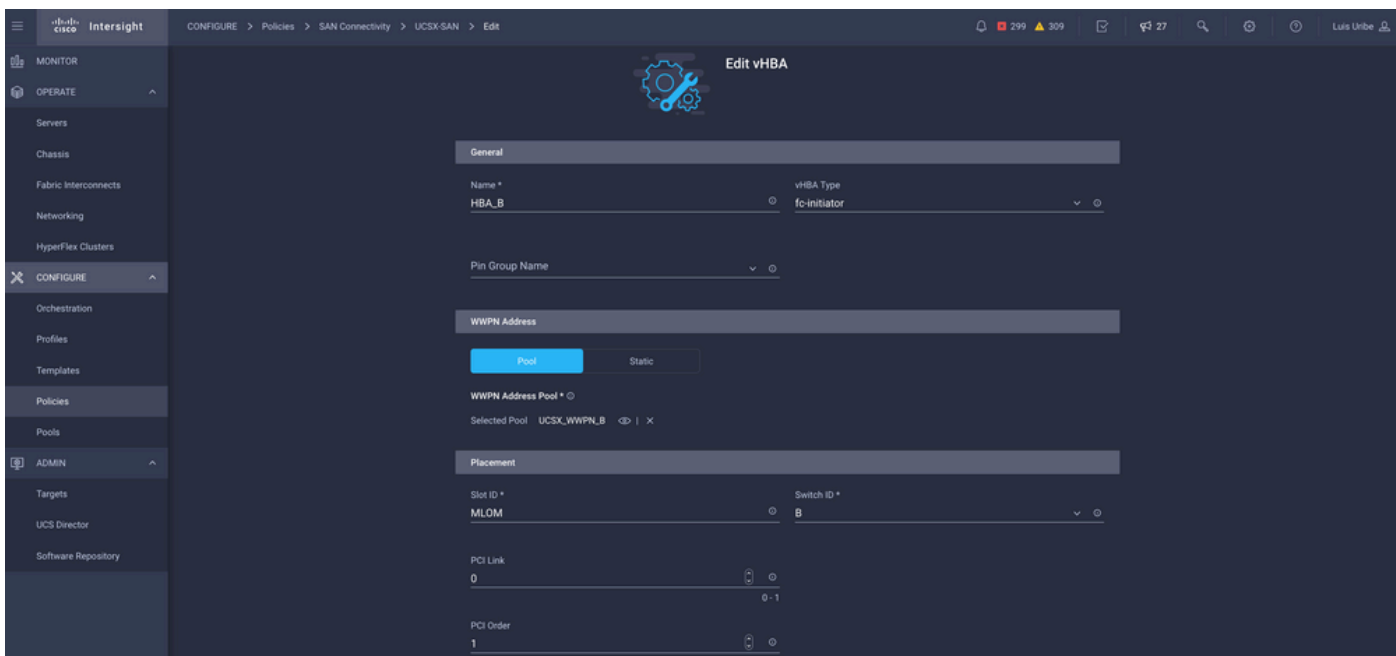 cisco Intersight
CONFIGURE > Policies > SAN Connectivity > UCSX-SAN > Edit
299 309 27 Luis Uribe
MONITOR
OPERATE
Servers
Chassis
Fabric Interconnects
Networking
HyperFlex Clusters
CONFIGURE
Orchestration
Profiles
Templates
Policies
Pools
ADMIN
Targets
UCS Director
Software Repository
Edit vHBA
General
Name * vHBA Type
HBA_B fc-initiator
Pin Group Name
WWPN Address
Pool Static
WWPN Address Pool *
Selected Pool UCSX_WWPN_B | ×
Placement
Slot ID * Switch ID *
MLOM B
PCI Link
0
0 - 1
PCI Order
1